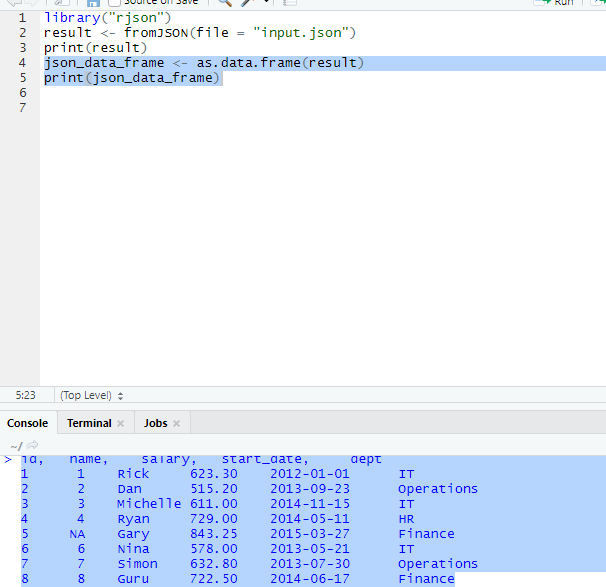 Source on Save Run
1 library("rjson")
2 result <- fromJSON(file = "input.json")
3 print(result)
4 json_data_frame <- as.data.frame(result)
5 print(json_data_frame)
6
7
5:23 (Top Level)
Console Terminal × Jobs ×
~/
> id, name, salary, start_date, dept
1 1 Rick 623.30 2012-01-01 IT
2 2 Dan 515.20 2013-09-23 Operations
3 3 Michelle 611.00 2014-11-15 IT
4 4 Ryan 729.00 2014-05-11 HR
5 NA Gary 843.25 2015-03-27 Finance
6 6 Nina 578.00 2013-05-21 IT
7 7 Simon 632.80 2013-07-30 Operations
8 8 Guru 722.50 2014-06-17 Finance